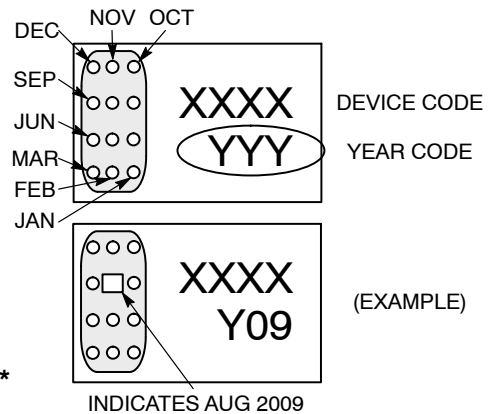 NOV OCT
DEC
SEP
JUN
MAR
FEB
JAN
XXXX DEVICE CODE
YYY YEAR CODE
XXXX
Y09
(EXAMPLE)
*
INDICATES AUG 2009